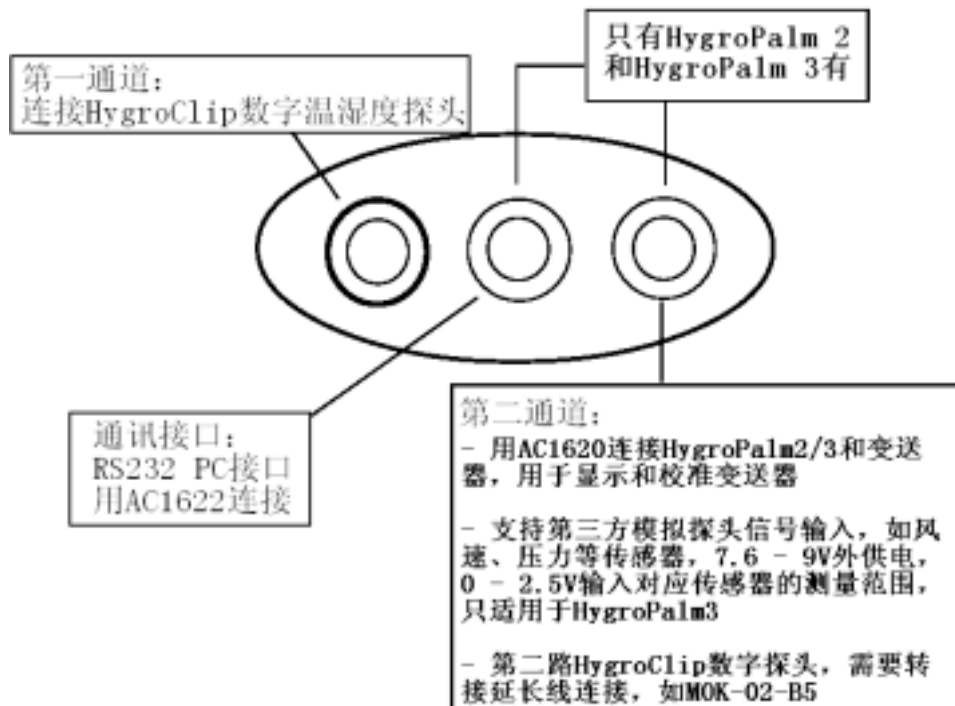 只有HygroPalm 2
和HygroPalm 3有
第一通道：
连接HygroClip数字温湿度探头
通讯接口：
RS232 PC接口
用AC1622连接
第二通道：
- 用AC1620连接HygroPalm2/3和变送
器，用于显示和校准变送器
- 支持第三方模拟探头信号输入，如风
速、压力等传感器，7.6 - 9V外供电，
0 - 2.5V输入对应传感器的测量范围，
只适用于HygroPalm3
- 第二路HygroClip数字探头，需要转
接延长线连接，如MOK-02-B5